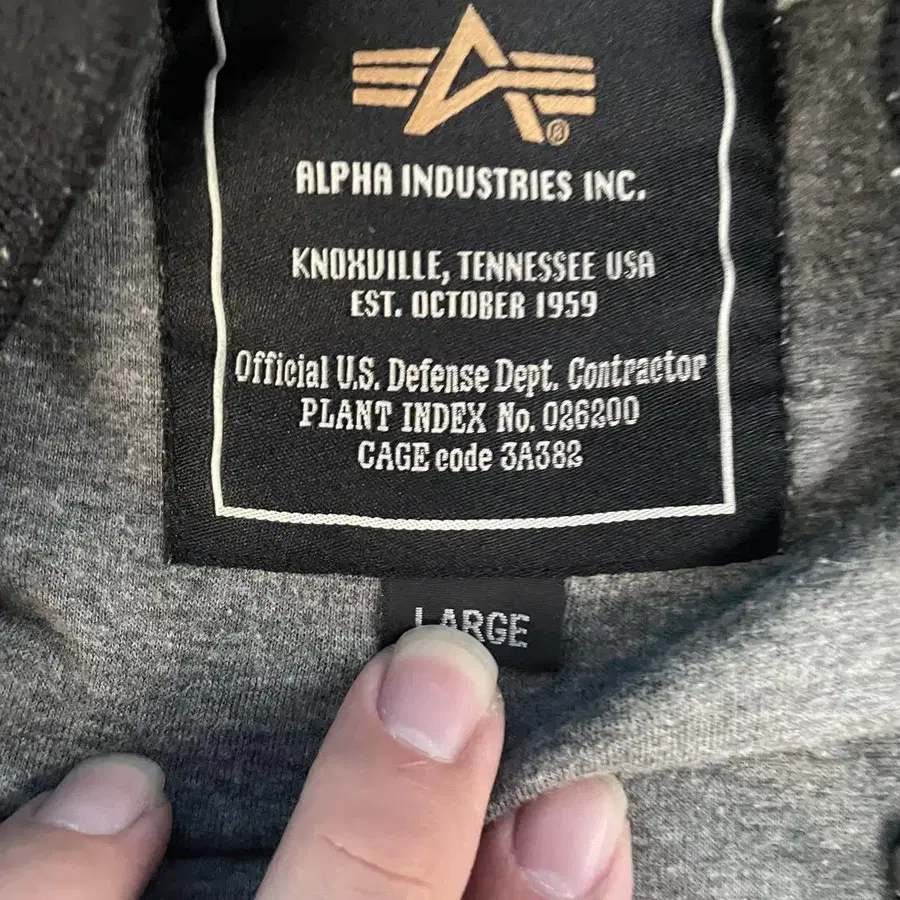 ALPHA INDUSTRIES INC.
KNOXVILLE, TENNESSEE USA
EST. OCTOBER 1959
Official U.S. Defense Dept. Contractor
PLANT INDEX No. 026200
CAGE code 3A382
LARGE